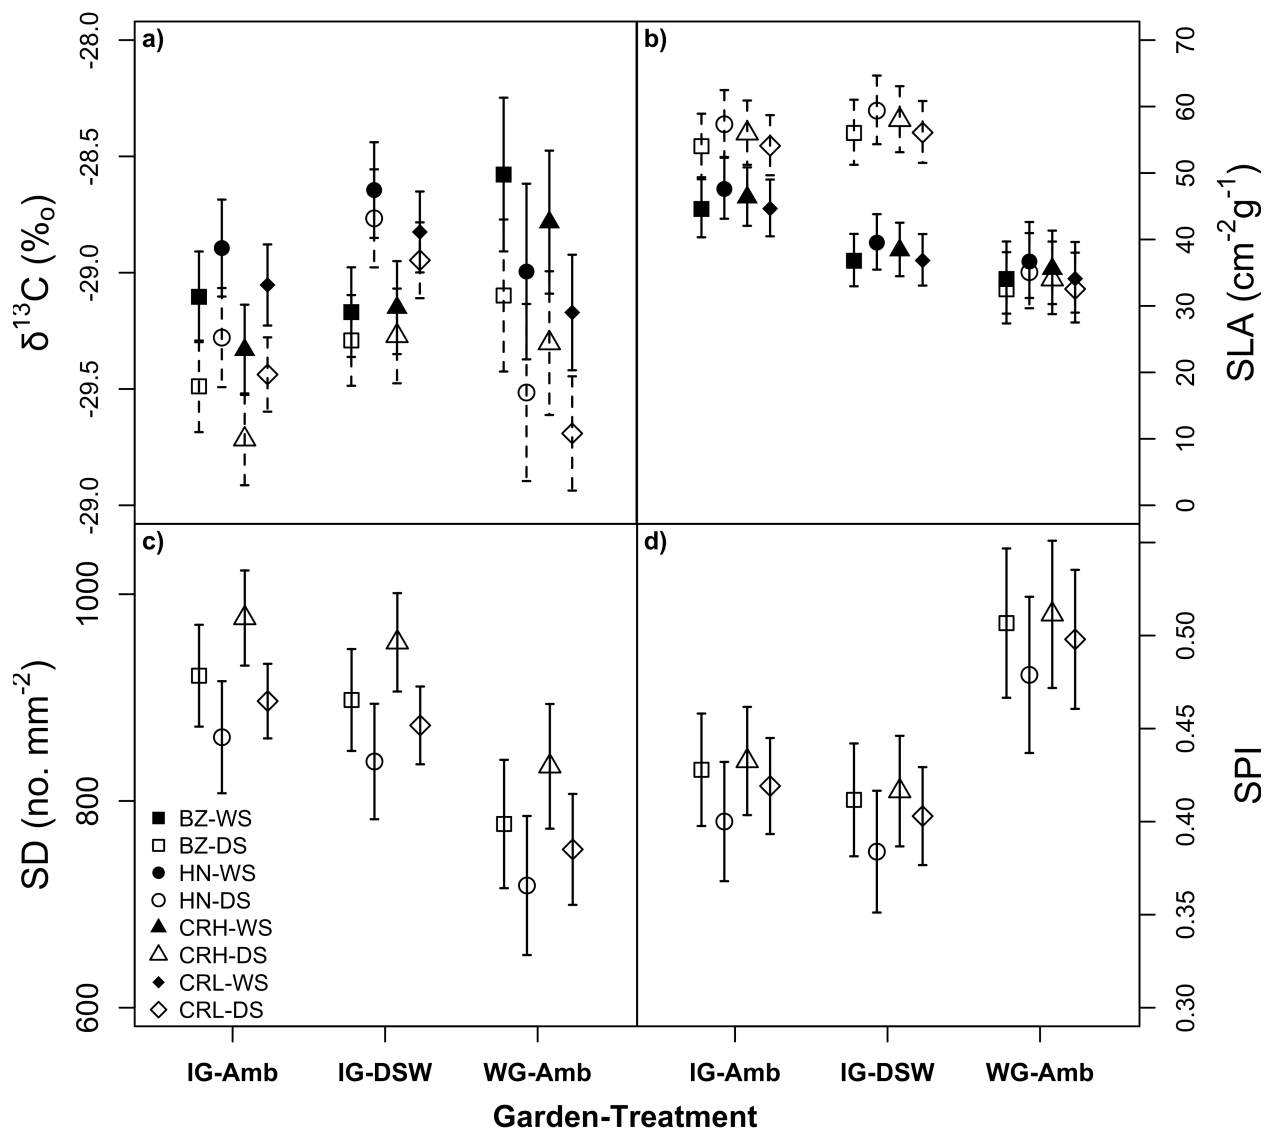 a)
b)
-28.0
-28.5
-29.0
-29.5
-29.0
δ13C (‰)
70
60
50
40
30
20
10
0
SLA (cm-2g-1)
c)
d)
1000
800
600
SD (no. mm-2)
BZ-WS
BZ-DS
HN-WS
HN-DS
CRH-WS
CRH-DS
CRL-WS
CRL-DS
0.50
0.45
0.40
0.35
0.30
SPI
IG-Amb IG-DSW WG-Amb IG-Amb IG-DSW WG-Amb
Garden-Treatment